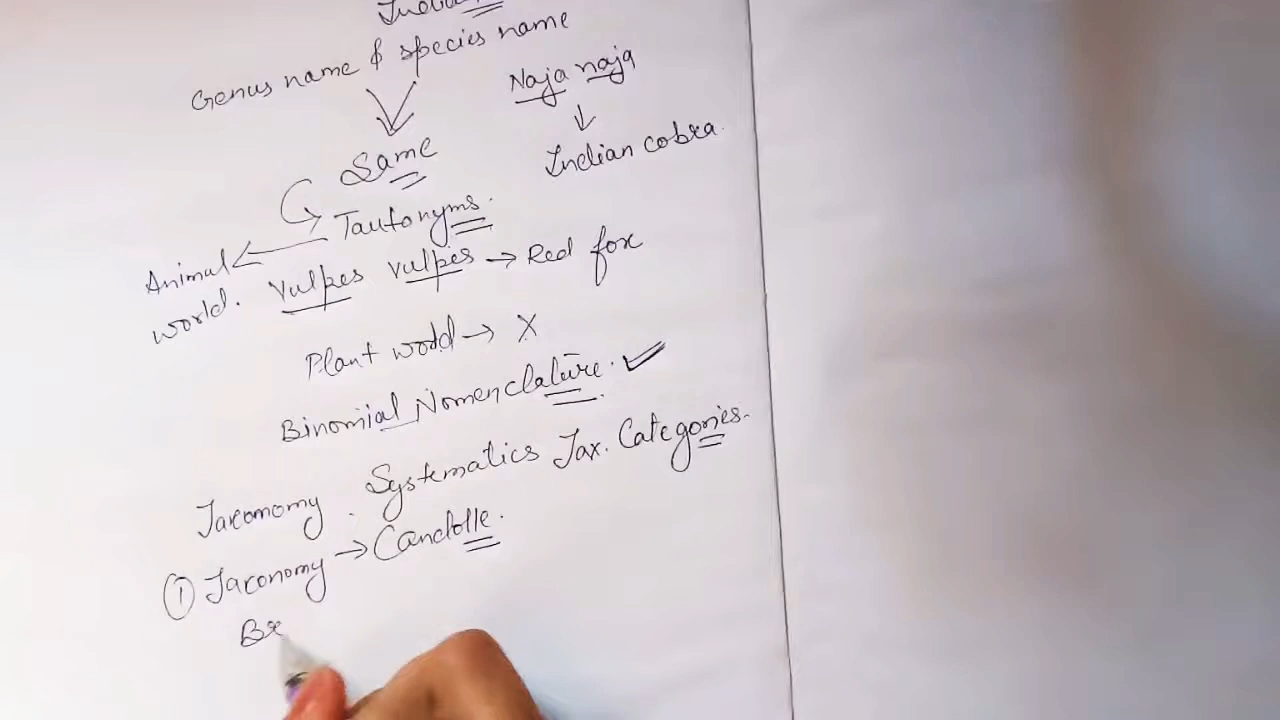 Genus name & species name
Naja naja
Same
Indian cobra.
Tautonyms.
Animal world.
Vulpes vulpes → Red fox
Plant world → X
Binomial Nomenclature. ✓
Taxonomy. Systematics Tax. Categories.
① Taxonomy → Candolle.